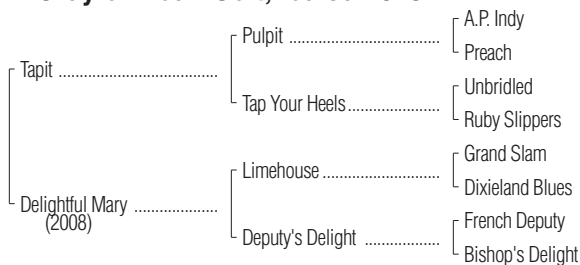 Pulpit
A.P. Indy
Preach
Tapit
Tap Your Heels
Unbridled
Ruby Slippers
Limehouse
Grand Slam
Dixieland Blues
Delightful Mary
(2008)
Deputy's Delight
French Deputy
Bishop's Delight